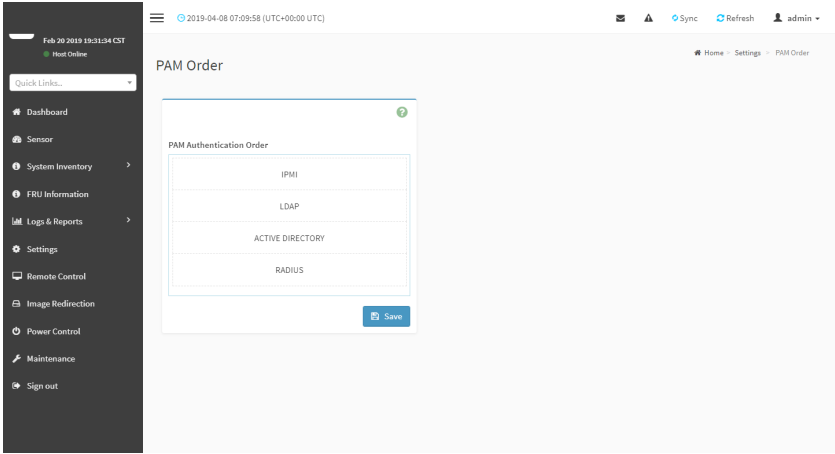 2019-04-08 07:09:58 (UTC+00:00 UTC)
Sync
Refresh
admin
Feb 20 2019 19:31:34 CST
Host Online
Quick Links...
Dashboard
Sensor
System Inventory
FRU Information
Logs & Reports
Settings
Remote Control
Image Redirection
Power Control
Maintenance
Sign out
PAM Order
Home > Settings > PAM Order
?
PAM Authentication Order
IPMI
LDAP
ACTIVE DIRECTORY
RADIUS
Save